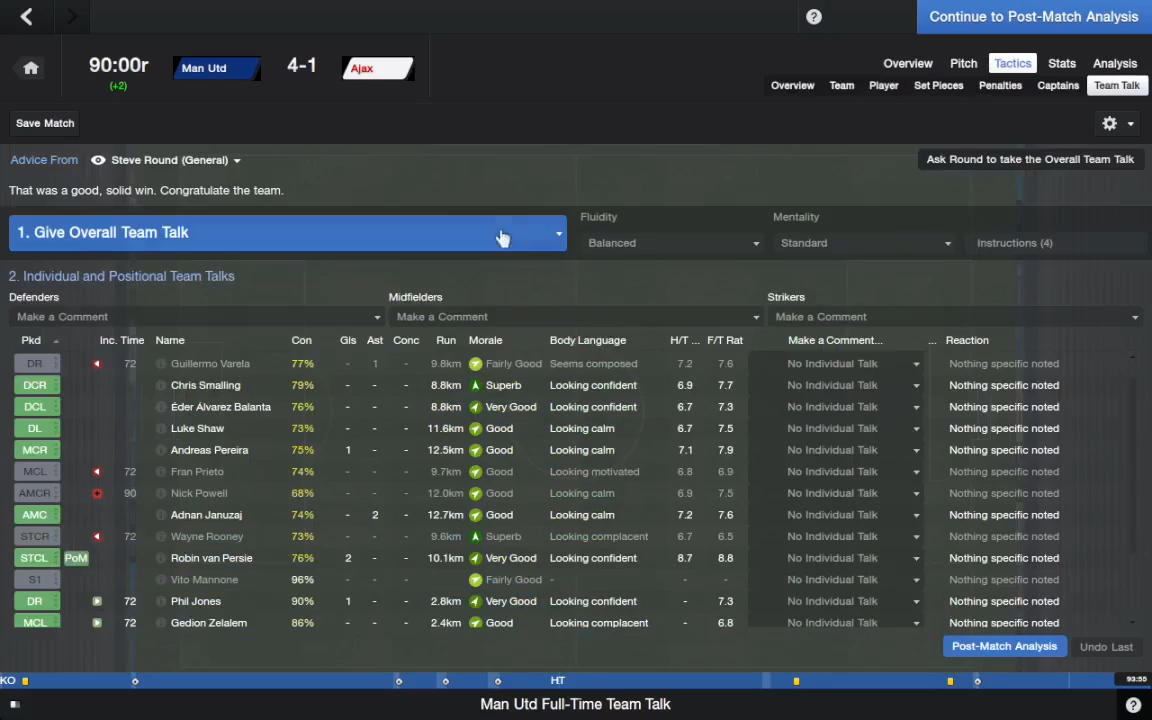 Continue to Post-Match Analysis
90:00r
(+2)
Man Utd
4-1
Ajax
Overview Pitch Tactics Stats Analysis
Overview Team Player Set Pieces Penalties Captains Team Talk
Save Match
Advice From Steve Round (General)
Ask Round to take the Overall Team Talk
That was a good, solid win. Congratulate the team.
1. Give Overall Team Talk
Fluidity Mentality
Balanced Standard Instructions (4)
2. Individual and Positional Team Talks
Defenders Midfielders Strikers
Make a Comment Make a Comment Make a Comment
Pkd Inc. Time Name Con Gls Ast Conc Run Morale Body Language H/T ... F/T Rat Make a Comment... ... Reaction
DR 72 Guillermo Varela 77% - 1 - 9.8km Fairly Good Seems composed 7.2 7.6 No Individual Talk Nothing specific noted
DCR Chris Smalling 79% - - - 8.8km Superb Looking confident 6.9 7.7 No Individual Talk Nothing specific noted
DCL Éder Álvarez Balanta 76% - - - 8.8km Very Good Looking confident 6.7 7.3 No Individual Talk Nothing specific noted
DL Luke Shaw 73% - - - 11.6km Good Looking calm 6.7 7.5 No Individual Talk Nothing specific noted
MCR Andreas Pereira 75% 1 - - 12.5km Good Looking calm 7.1 7.9 No Individual Talk Nothing specific noted
MCL 72 Fran Prieto 74% - - - 9.7km Good Looking motivated 6.8 6.9 No Individual Talk Nothing specific noted
AMCR 90 Nick Powell 68% - - - 12.0km Good Looking calm 6.9 7.5 No Individual Talk Nothing specific noted
AMC Adnan Januzaj 74% - 2 - 12.7km Good Looking calm 7.2 7.6 No Individual Talk Nothing specific noted
STCR 72 Wayne Rooney 73% - - - 9.6km Superb Looking complacent 6.7 6.5 No Individual Talk Nothing specific noted
STCL PoM Robin van Persie 76% 2 - - 10.1km Very Good Looking confident 8.7 8.8 No Individual Talk Nothing specific noted
S1 Vito Mannone 96% Fairly Good - - - No Individual Talk Nothing specific noted
DR 72 Phil Jones 90% 1 - - 2.8km Very Good Looking confident - 7.3 No Individual Talk Nothing specific noted
MCL 72 Gedion Zelalem 86% - - - 2.4km Good Looking complacent - 6.8 No Individual Talk Nothing specific noted
Post-Match Analysis Undo Last
KO HT 93:55
Man Utd Full-Time Team Talk